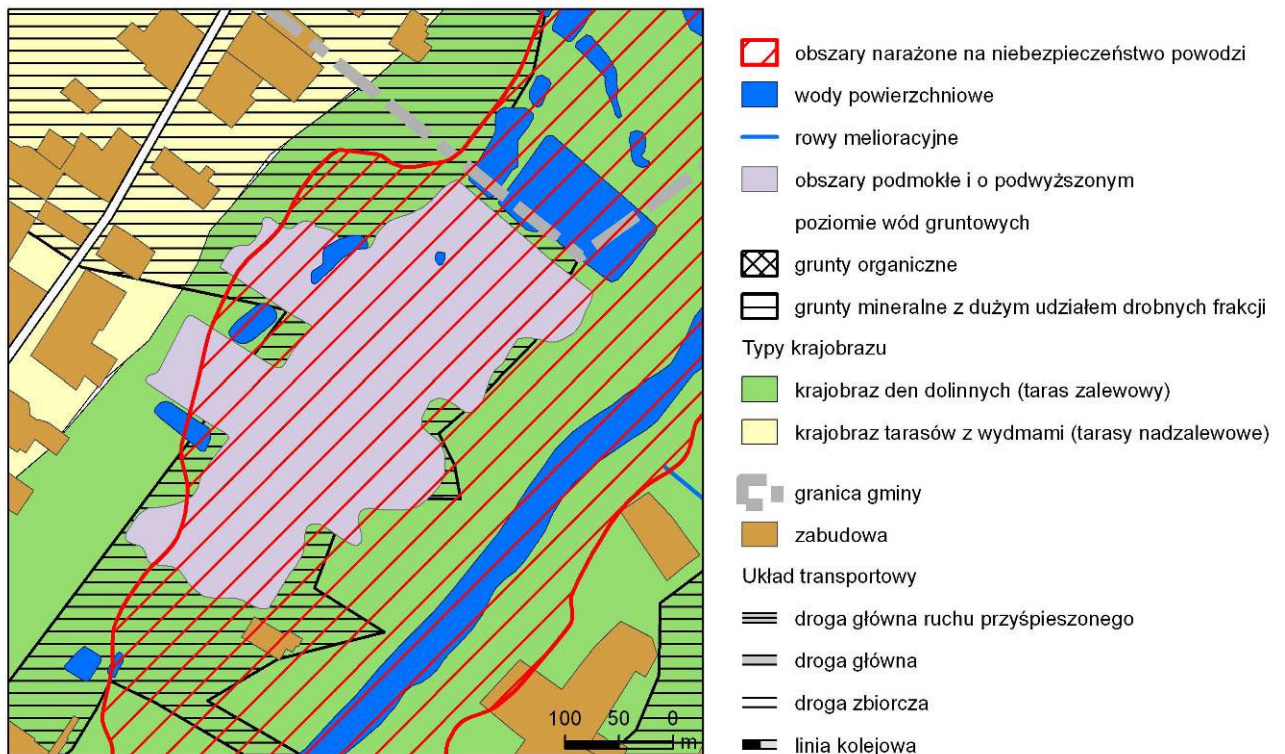 obszary narażone na niebezpieczeństwo powodzi
wody powierzchniowe
rowy melioracyjne
obszary podmokłe i o podwyższonym
poziomie wód gruntowych
grunty organiczne
grunty mineralne z dużym udziałem drobnych frakcji
Typy krajobrazu
krajobraz den dolinnych (taras zalewowy)
krajobraz tarasów z wydmami (tarasy nadzalewowe)
granica gminy
zabudowa
Układ transportowy
droga główna ruchu przyśpieszonego
droga główna
droga zbiorcza
linia kolejowa
100 50 0
m